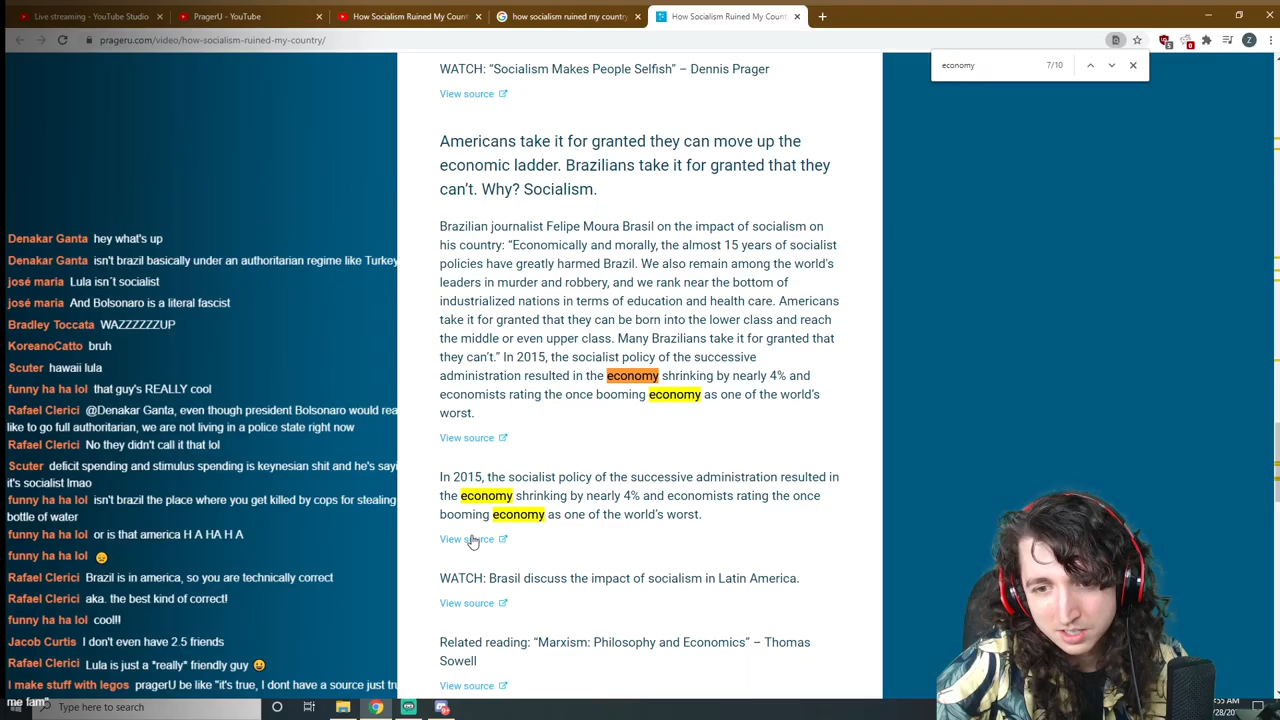 Live streaming - YouTube Studio
PragerU - YouTube
How Socialism Ruined My Count
how socialism ruined my country
How Socialism Ruined My Coun
prageru.com/video/how-socialism-ruined-my-country/
economy 7/10
WATCH: “Socialism Makes People Selfish” – Dennis Prager
View source
Americans take it for granted they can move up the
economic ladder. Brazilians take it for granted that they
can’t. Why? Socialism.
Brazilian journalist Felipe Moura Brasil on the impact of socialism on
his country: “Economically and morally, the almost 15 years of socialist
policies have greatly harmed Brazil. We also remain among the world's
leaders in murder and robbery, and we rank near the bottom of
industrialized nations in terms of education and health care. Americans
take it for granted that they can be born into the lower class and reach
the middle or even upper class. Many Brazilians take it for granted that
they can’t.” In 2015, the socialist policy of the successive
administration resulted in the economy shrinking by nearly 4% and
economists rating the once booming economy as one of the world’s
worst.
View source
In 2015, the socialist policy of the successive administration resulted in
the economy shrinking by nearly 4% and economists rating the once
booming economy as one of the world’s worst.
View source
WATCH: Brasil discuss the impact of socialism in Latin America.
View source
Related reading: “Marxism: Philosophy and Economics” – Thomas
Sowell
View source
Denakar Ganta hey what's up
Denakar Ganta isn't brazil basically under an authoritarian regime like Turkey
josé maria Lula isn´t socialist
josé maria And Bolsonaro is a literal fascist
Bradley Toccata WAZZZZZUP
KoreanoCatto bruh
Scuter hawaii lula
funny ha ha lol that guy's REALLY cool
Rafael Clerici @Denakar Ganta, even though president Bolsonaro would rea
like to go full authoritarian, we are not living in a police state right now
Rafael Clerici No they didn't call it that lol
Scuter deficit spending and stimulus spending is keynesian shit and he's sayi
it's socialist lmao
funny ha ha lol isn't brazil the place where you get killed by cops for stealing
bottle of water
funny ha ha lol or is that america H A HA H A
funny ha ha lol
Rafael Clerici Brazil is in america, so you are technically correct
Rafael Clerici aka. the best kind of correct!
funny ha ha lol cool!!
Jacob Curtis I don't even have 2.5 friends
Rafael Clerici Lula is just a *really* friendly guy
I make stuff with legos pragerU be like "it's true, I dont have a source just tru
me fam"
Type here to search
:55 AM
/28/20